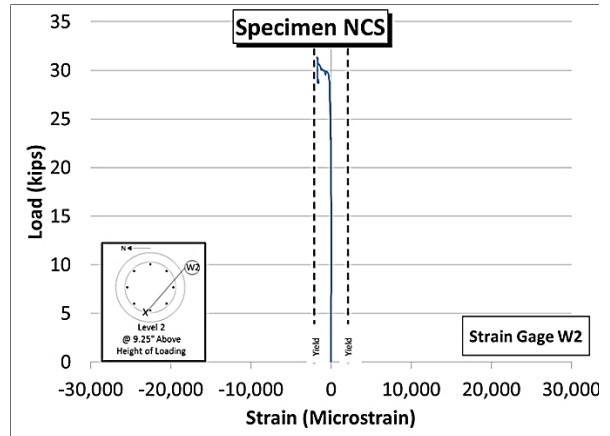 Specimen NCS
35
30
25
20
15
10
5
0
Load (kips)
N
W2
X
Level 2
@ 9.25" Above
Height of Loading
Yield
Yield
Strain Gage W2
-30,000 -20,000 -10,000 0 10,000 20,000 30,000
Strain (Microstrain)